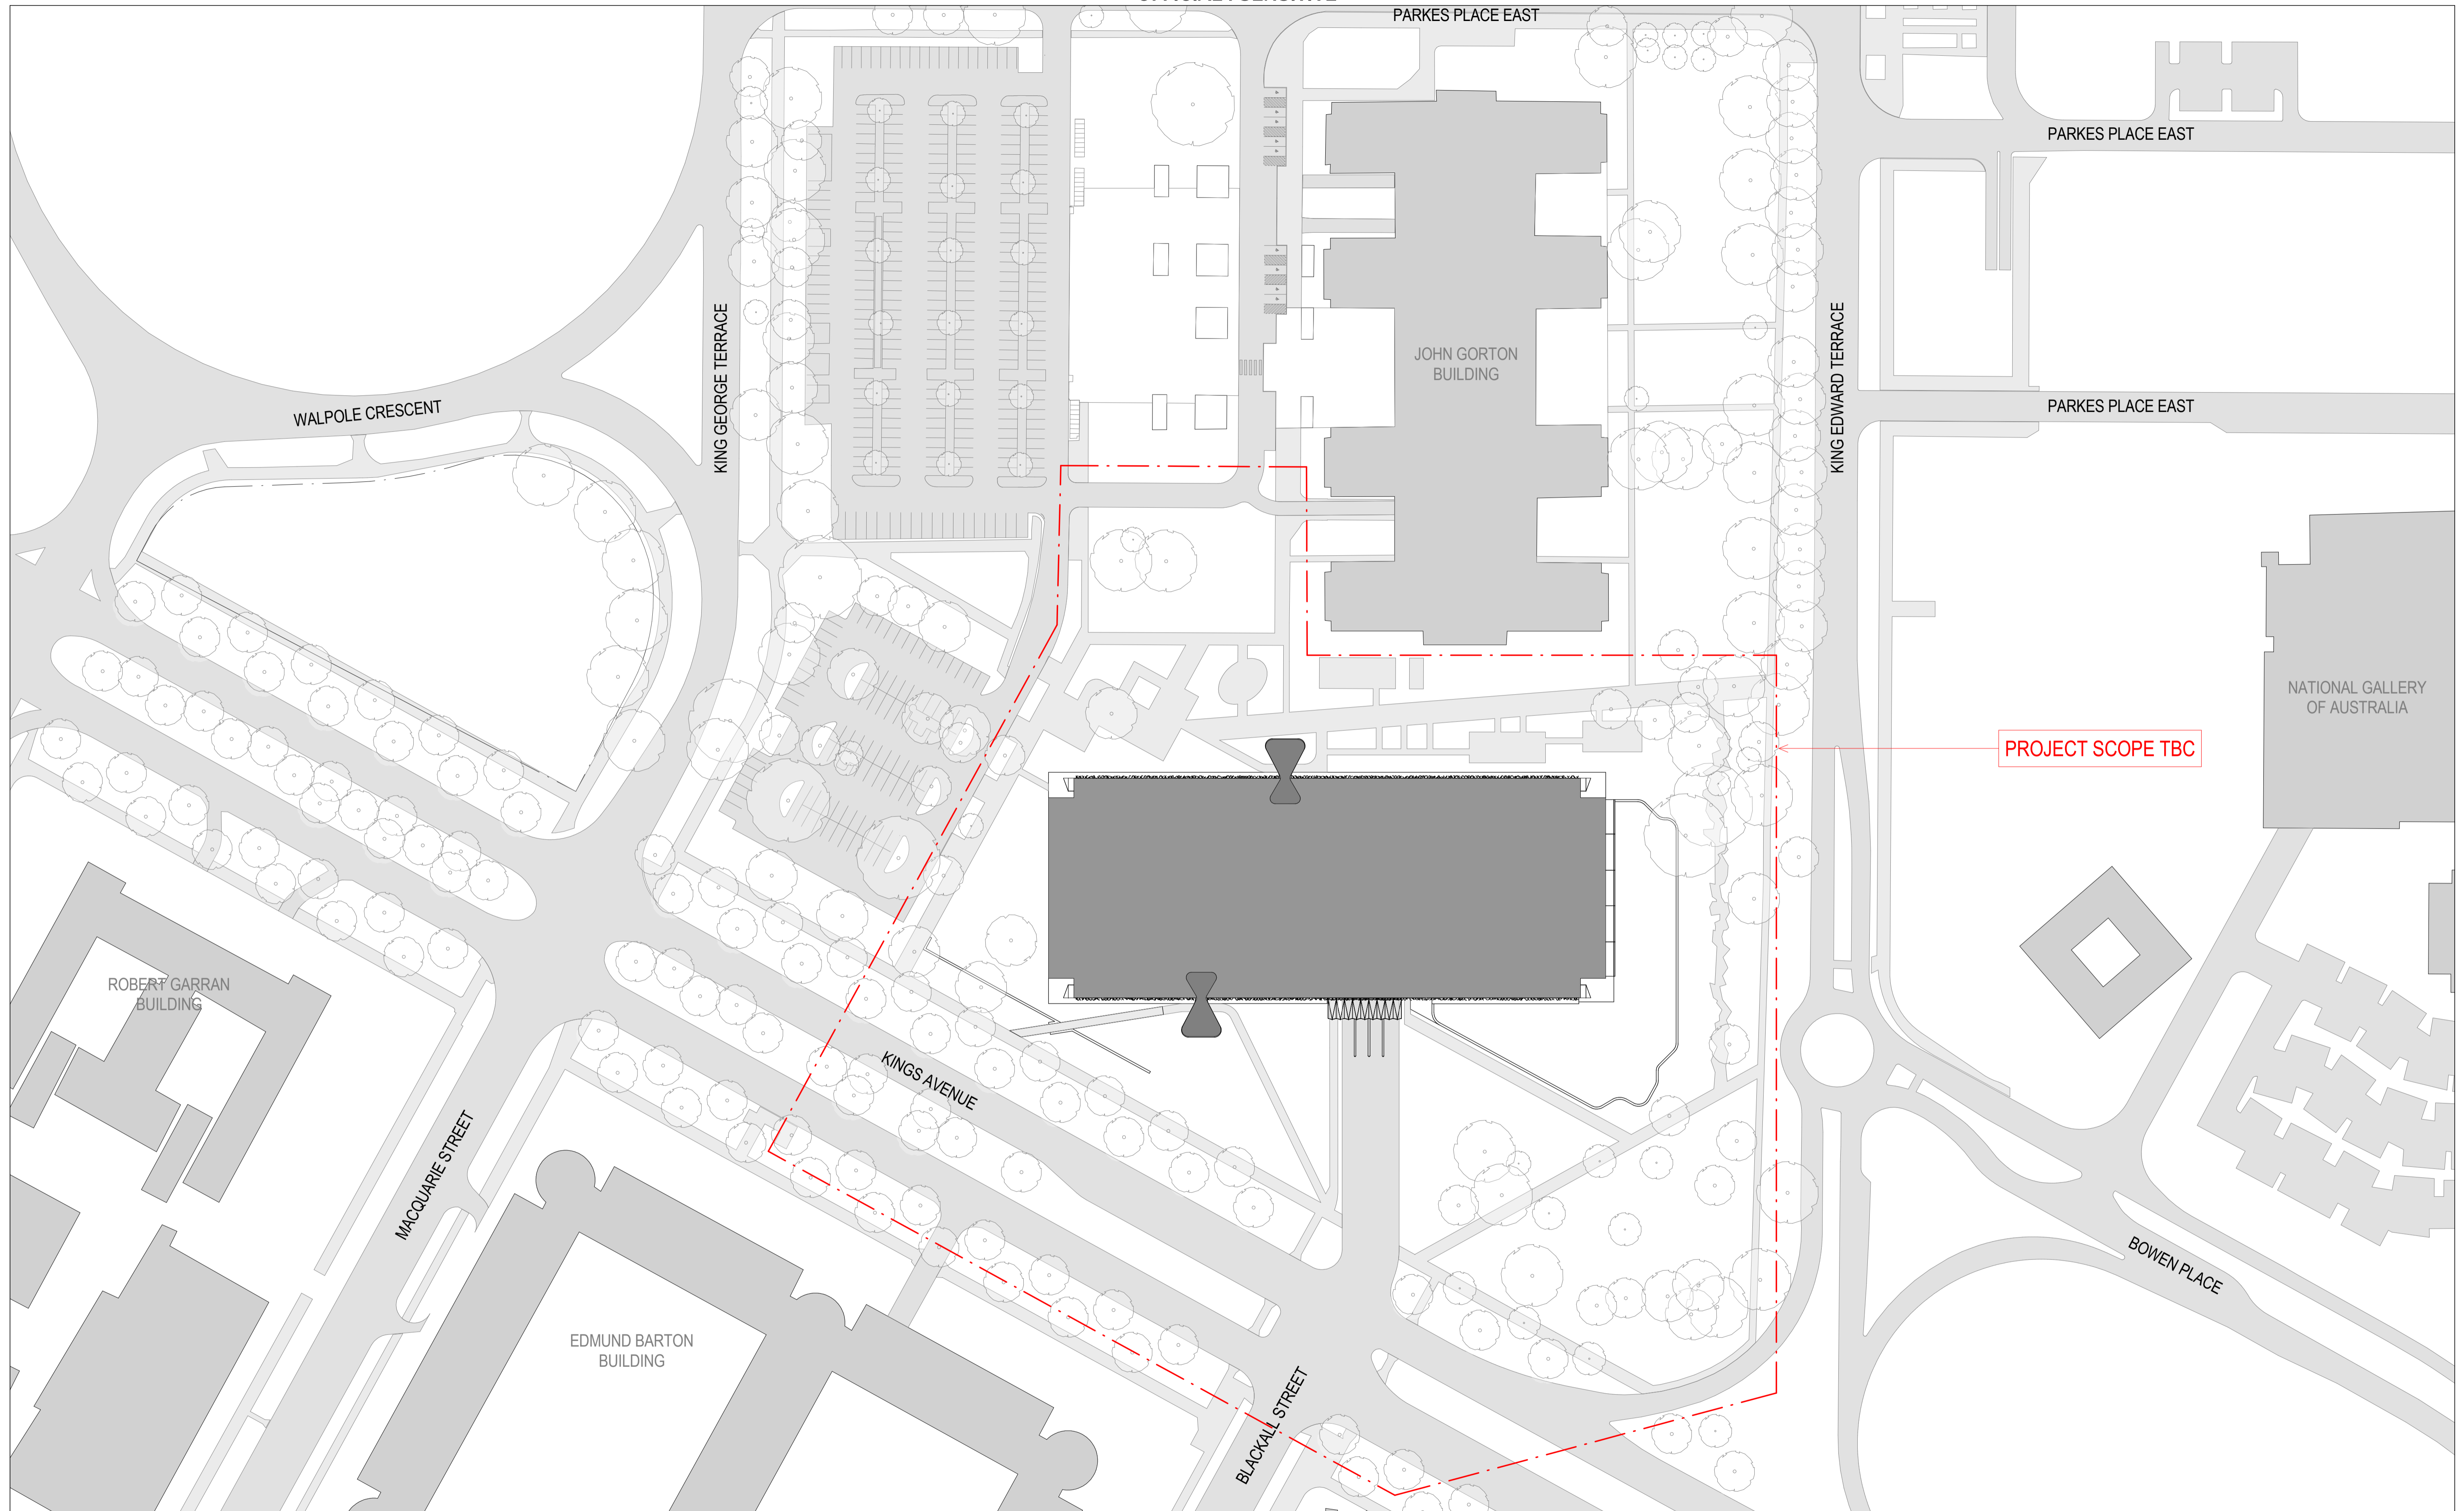 PARKES PLACE EAST
PARKES PLACE EAST
KING GEORGE TERRACE
KING EDWARD TERRACE
JOHN GORTON
BUILDING
WALPOLE CRESCENT
PARKES PLACE EAST
NATIONAL GALLERY
OF AUSTRALIA
PROJECT SCOPE TBC
ROBERT GARRAN
BUILDING
KINGS AVENUE
MACQUARIE STREET
BOWEN PLACE
EDMUND BARTON
BUILDING
BLACKALL STREET